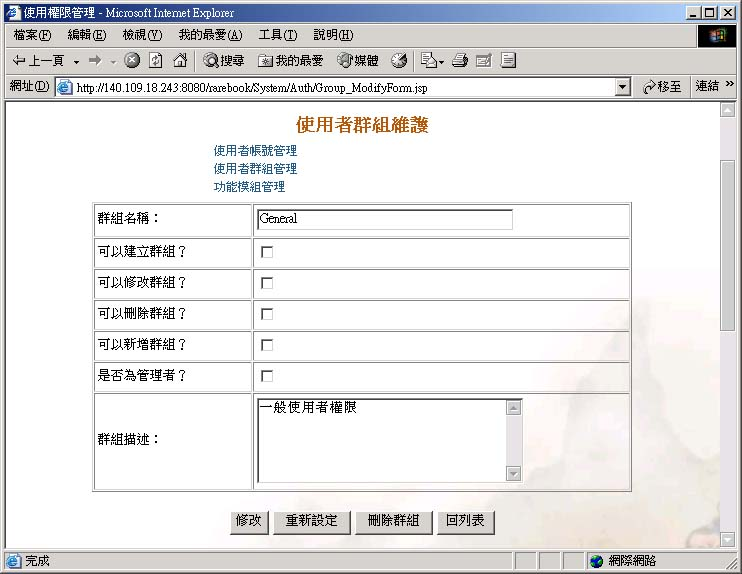 使用權限管理 - Microsoft Internet Explorer
檔案(F) 編輯(E) 檢視(V) 我的最愛(A) 工具(T) 說明(H)
上一頁 搜尋 我的最愛 媒體
網址(D) http://140.109.18.243:8080/rarebook/System/Auth/Group_ModifyForm.jsp 移至 連結 »
使用者群組維護
使用者帳號管理
使用者群組管理
功能模組管理
群組名稱： General
可以建立群組？
可以修改群組？
可以刪除群組？
可以新增群組？
是否為管理者？
群組描述： 一般使用者權限
修改 重新設定 刪除群組 回列表
完成 網際網路